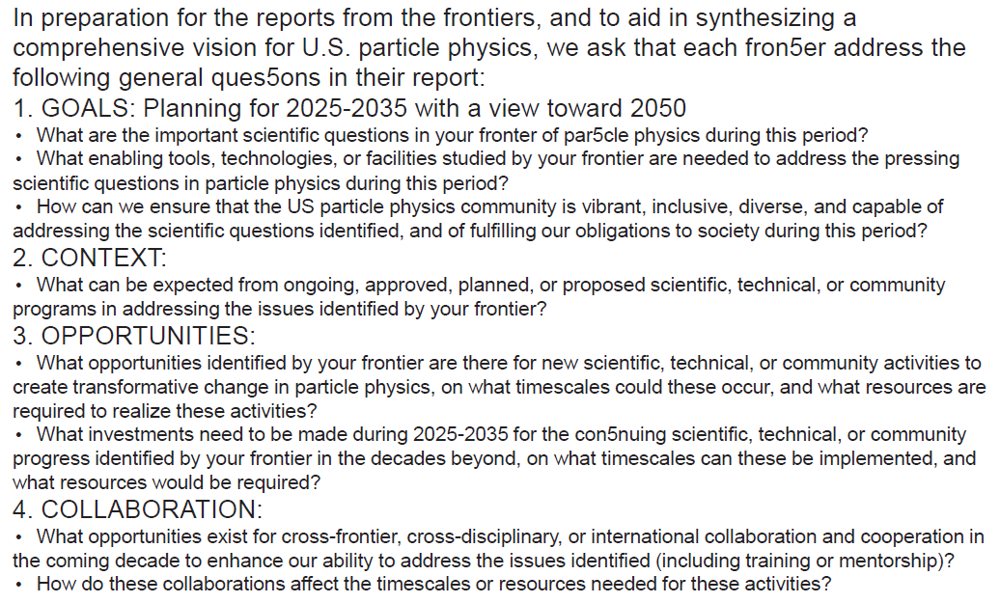 In preparation for the reports from the frontiers, and to aid in synthesizing a
comprehensive vision for U.S. particle physics, we ask that each fron5er address the
following general ques5ons in their report:
1. GOALS: Planning for 2025-2035 with a view toward 2050
• What are the important scientific questions in your fronter of par5cle physics during this period?
• What enabling tools, technologies, or facilities studied by your frontier are needed to address the pressing
scientific questions in particle physics during this period?
• How can we ensure that the US particle physics community is vibrant, inclusive, diverse, and capable of
addressing the scientific questions identified, and of fulfilling our obligations to society during this period?
2. CONTEXT:
• What can be expected from ongoing, approved, planned, or proposed scientific, technical, or community
programs in addressing the issues identified by your frontier?
3. OPPORTUNITIES:
• What opportunities identified by your frontier are there for new scientific, technical, or community activities to
create transformative change in particle physics, on what timescales could these occur, and what resources are
required to realize these activities?
• What investments need to be made during 2025-2035 for the con5nuing scientific, technical, or community
progress identified by your frontier in the decades beyond, on what timescales can these be implemented, and
what resources would be required?
4. COLLABORATION:
• What opportunities exist for cross-frontier, cross-disciplinary, or international collaboration and cooperation in
the coming decade to enhance our ability to address the issues identified (including training or mentorship)?
• How do these collaborations affect the timescales or resources needed for these activities?